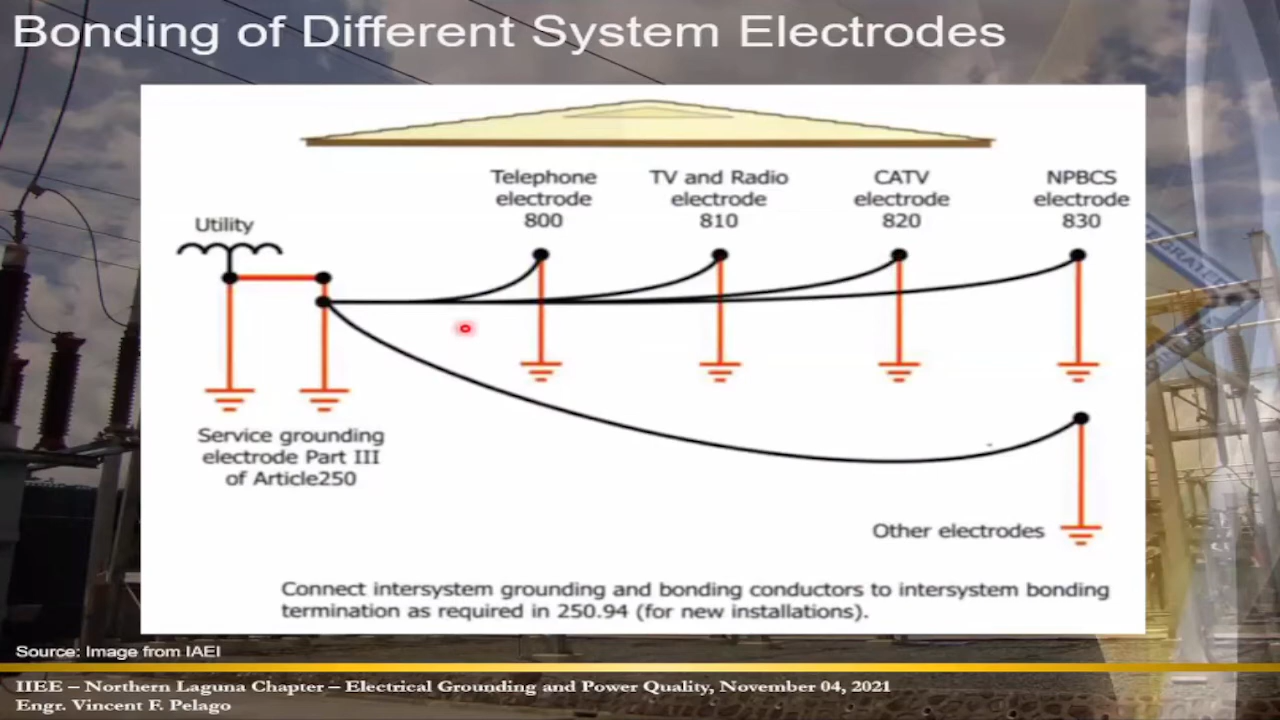 Bonding of Different System Electrodes
Telephone
electrode
800
TV and Radio
electrode
810
CATV
electrode
820
NPBCS
electrode
830
Utility
Service grounding
electrode Part III
of Article250
Other electrodes
Connect intersystem grounding and bonding conductors to intersystem bonding
termination as required in 250.94 (for new installations).
Source: Image from IAEI
IIEE – Northern Laguna Chapter – Electrical Grounding and Power Quality, November 04, 2021
Engr. Vincent F. Pelago